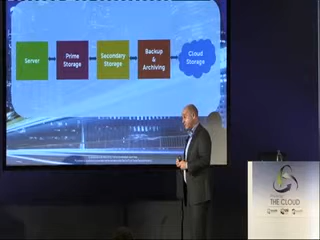 Server
Prime
Storage
Secondary
Storage
Backup
&
Archiving
Cloud
Storage
THE CLOUD